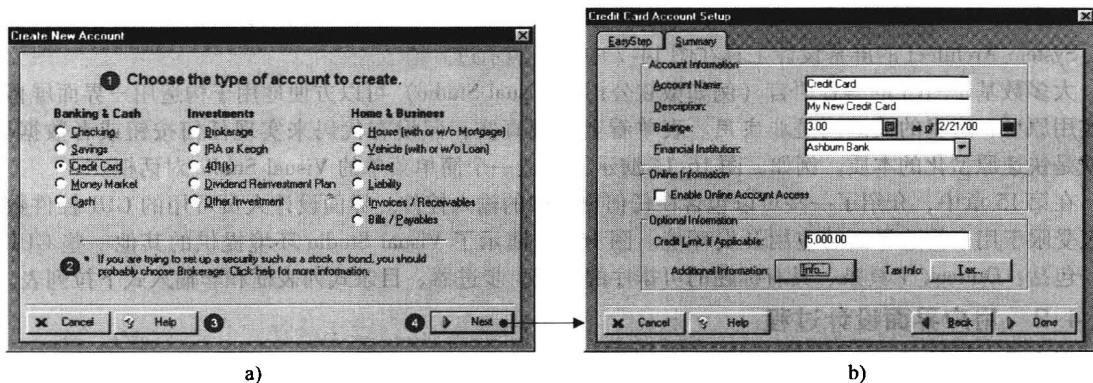 Create New Account
1 Choose the type of account to create.
Banking & Cash
Checking
Savings
Credit Card
Money Market
Cash
Investments
Brokerage
IRA or Keogh
401(k)
Dividend Reinvestment Plan
Other Investment
Home & Business
House (with or w/o Mortgage)
Vehicle (with or w/o Loan)
Asset
Liability
Invoices / Receivables
Bills / Payables
2 * If you are trying to set up a security such as a stock or bond, you should
probably choose Brokerage. Click help for more information.
Cancel
Help
3
4
Next
a)
Credit Card Account Setup
EasyStep
Summary
Account Information
Account Name:
Credit Card
Description:
My New Credit Card
Balance:
3.00
as of
2/21/00
Financial Institution:
Ashburn Bank
Online Information
Enable Online Account Access
Optional Information
Credit Limit, if Applicable:
5,000.00
Additional Information:
Info...
Tax Info:
Tax...
Cancel
Help
Back
Done
b)